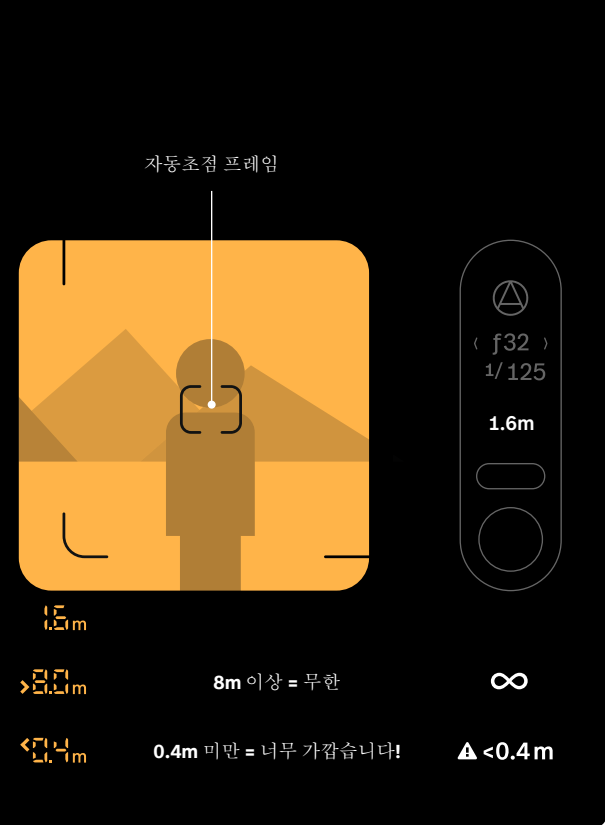 자동초점 프레임
ƒ32
1/125
1.6m
1.6m
>8.0m
8m 이상 = 무한
∞
<0.4m
0.4m 미만 = 너무 가깝습니다!
<0.4m